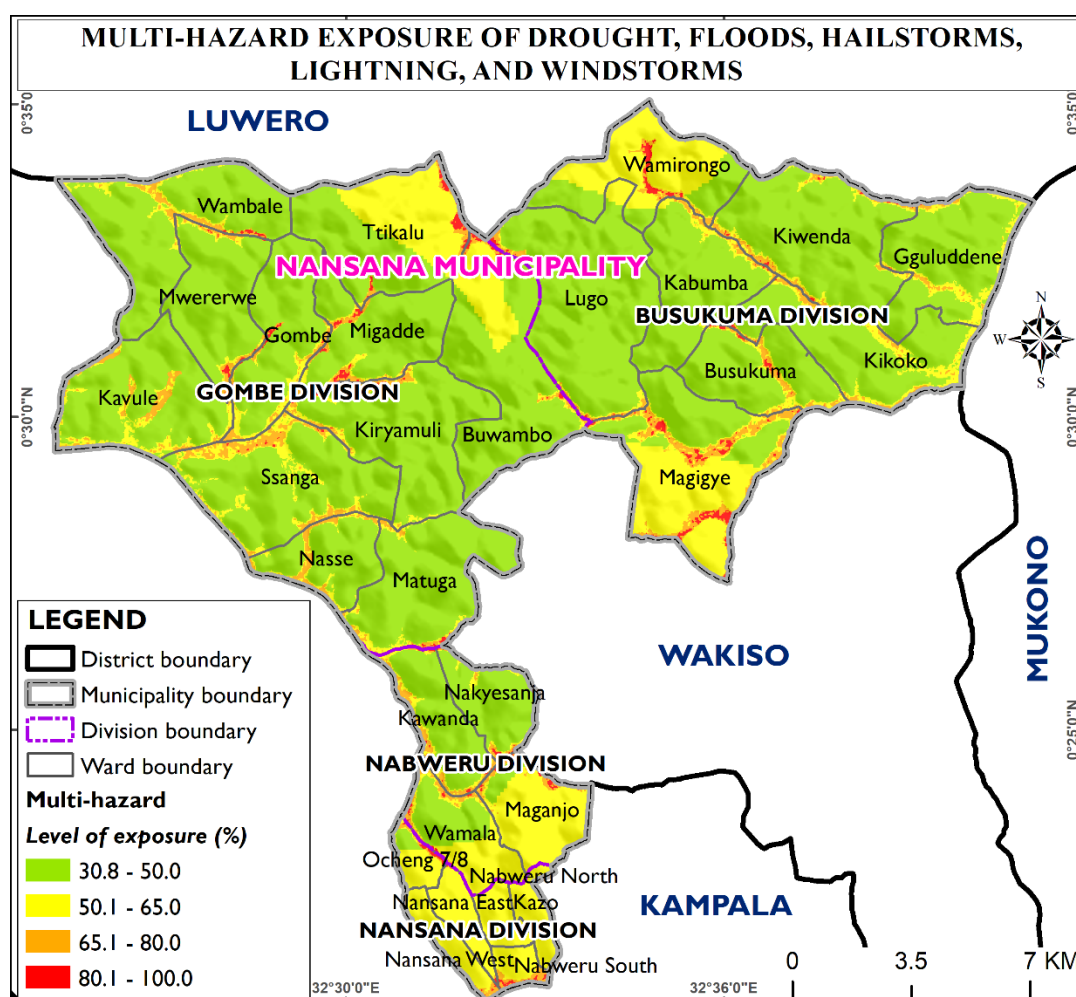 MULTI-HAZARD EXPOSURE OF DROUGHT, FLOODS, HAILSTORMS,
LIGHTNING, AND WINDSTORMS
0°35'0
0°35'0
LUWERO
Wamirongo
Wambale
Ttikalu
Kiwenda
Gguluddene
NANSANA MUNICIPALITY
Mwererwe
Lugo
Kabumba
N
W
E
S
Gombe
Migadde
BUSUKUMA DIVISION
Kavule
GOMBE DIVISION
Busukuma
Kikoko
0°30'0"N
0°30'0"N
Kiryamuli
Buwambo
Ssanga
Magigye
Nasse
Matuga
MUKONO
WAKISO
LEGEND
District boundary
Municipality boundary
Division boundary
Ward boundary
Multi-hazard
Level of exposure (%)
30.8 - 50.0
50.1 - 65.0
65.1 - 80.0
80.1 - 100.0
Nakyesanja
Kawanda
0°25'0"N
NABWERU DIVISION
Maganjo
Wamala
Ocheng 7/8
Nabweru North
Nansana East
Kazo
KAMPALA
NANSANA DIVISION
Nansana West
Nabweru South
0 3.5 7 KM
32°30'0"E
32°36'0"E